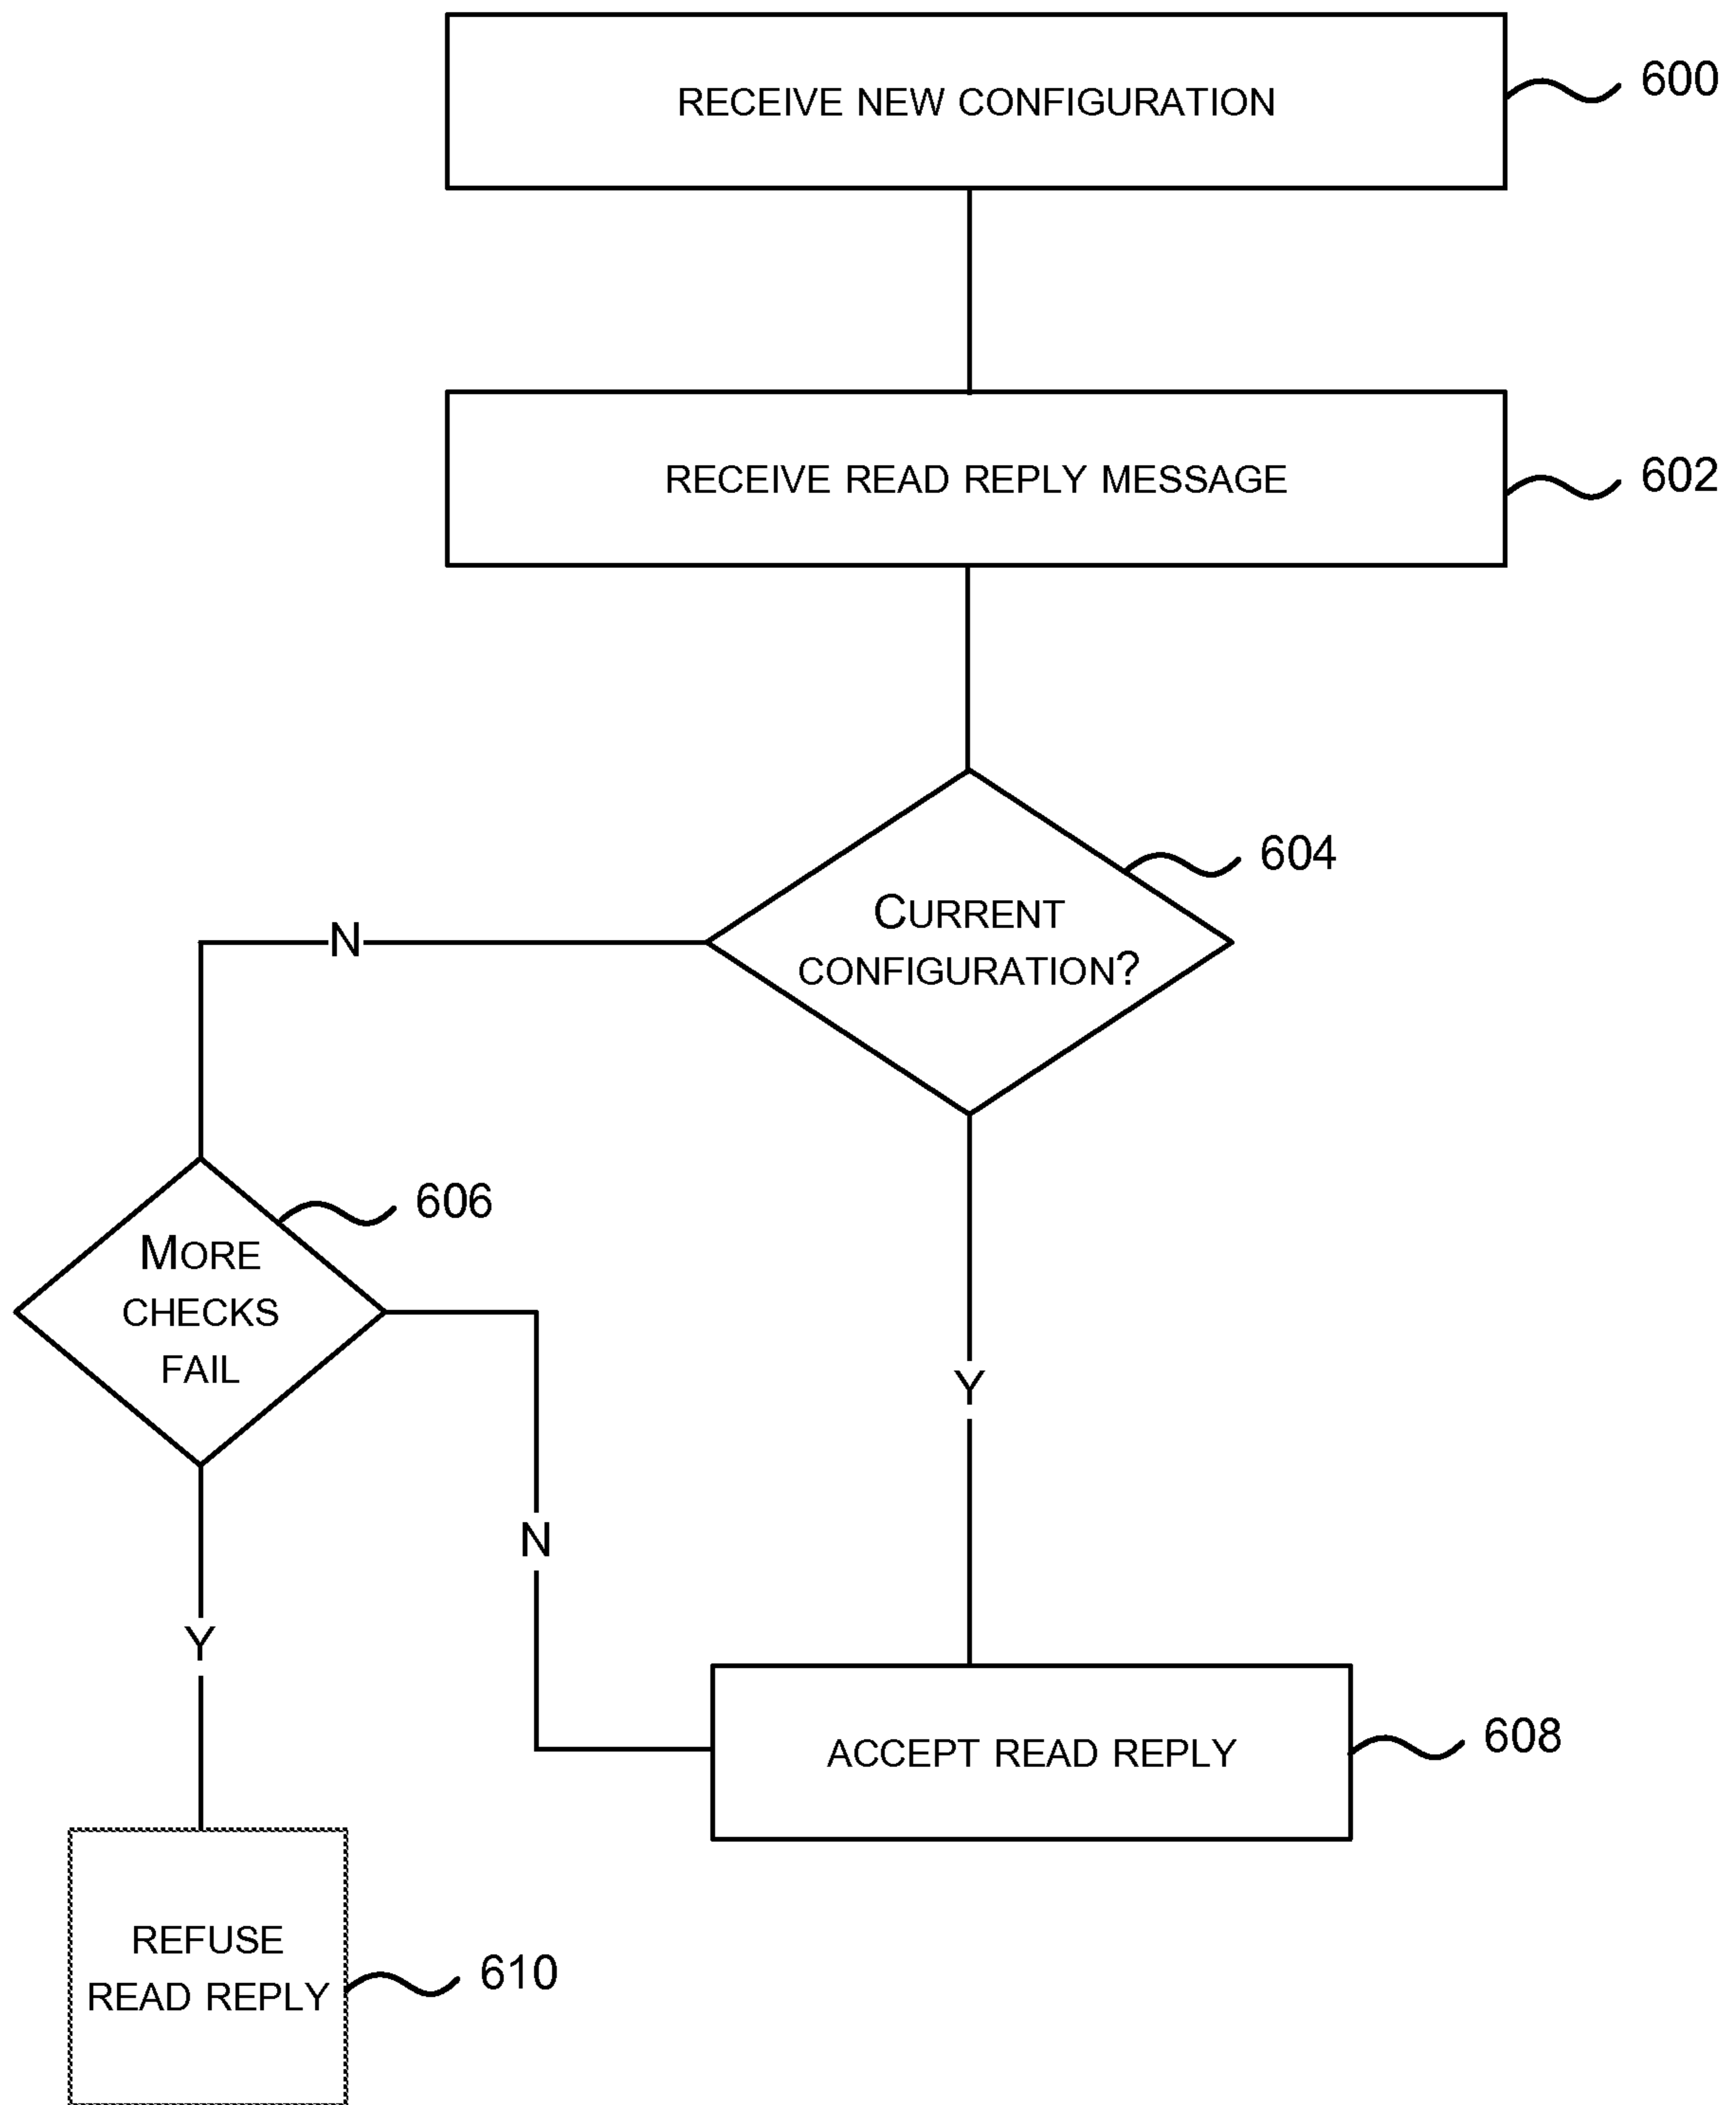 RECEIVE NEW CONFIGURATION
600
RECEIVE READ REPLY MESSAGE
602
604
CURRENT
CONFIGURATION?
N
606
MORE
CHECKS
FAIL
Y
N
Y
ACCEPT READ REPLY
608
REFUSE
READ REPLY
610